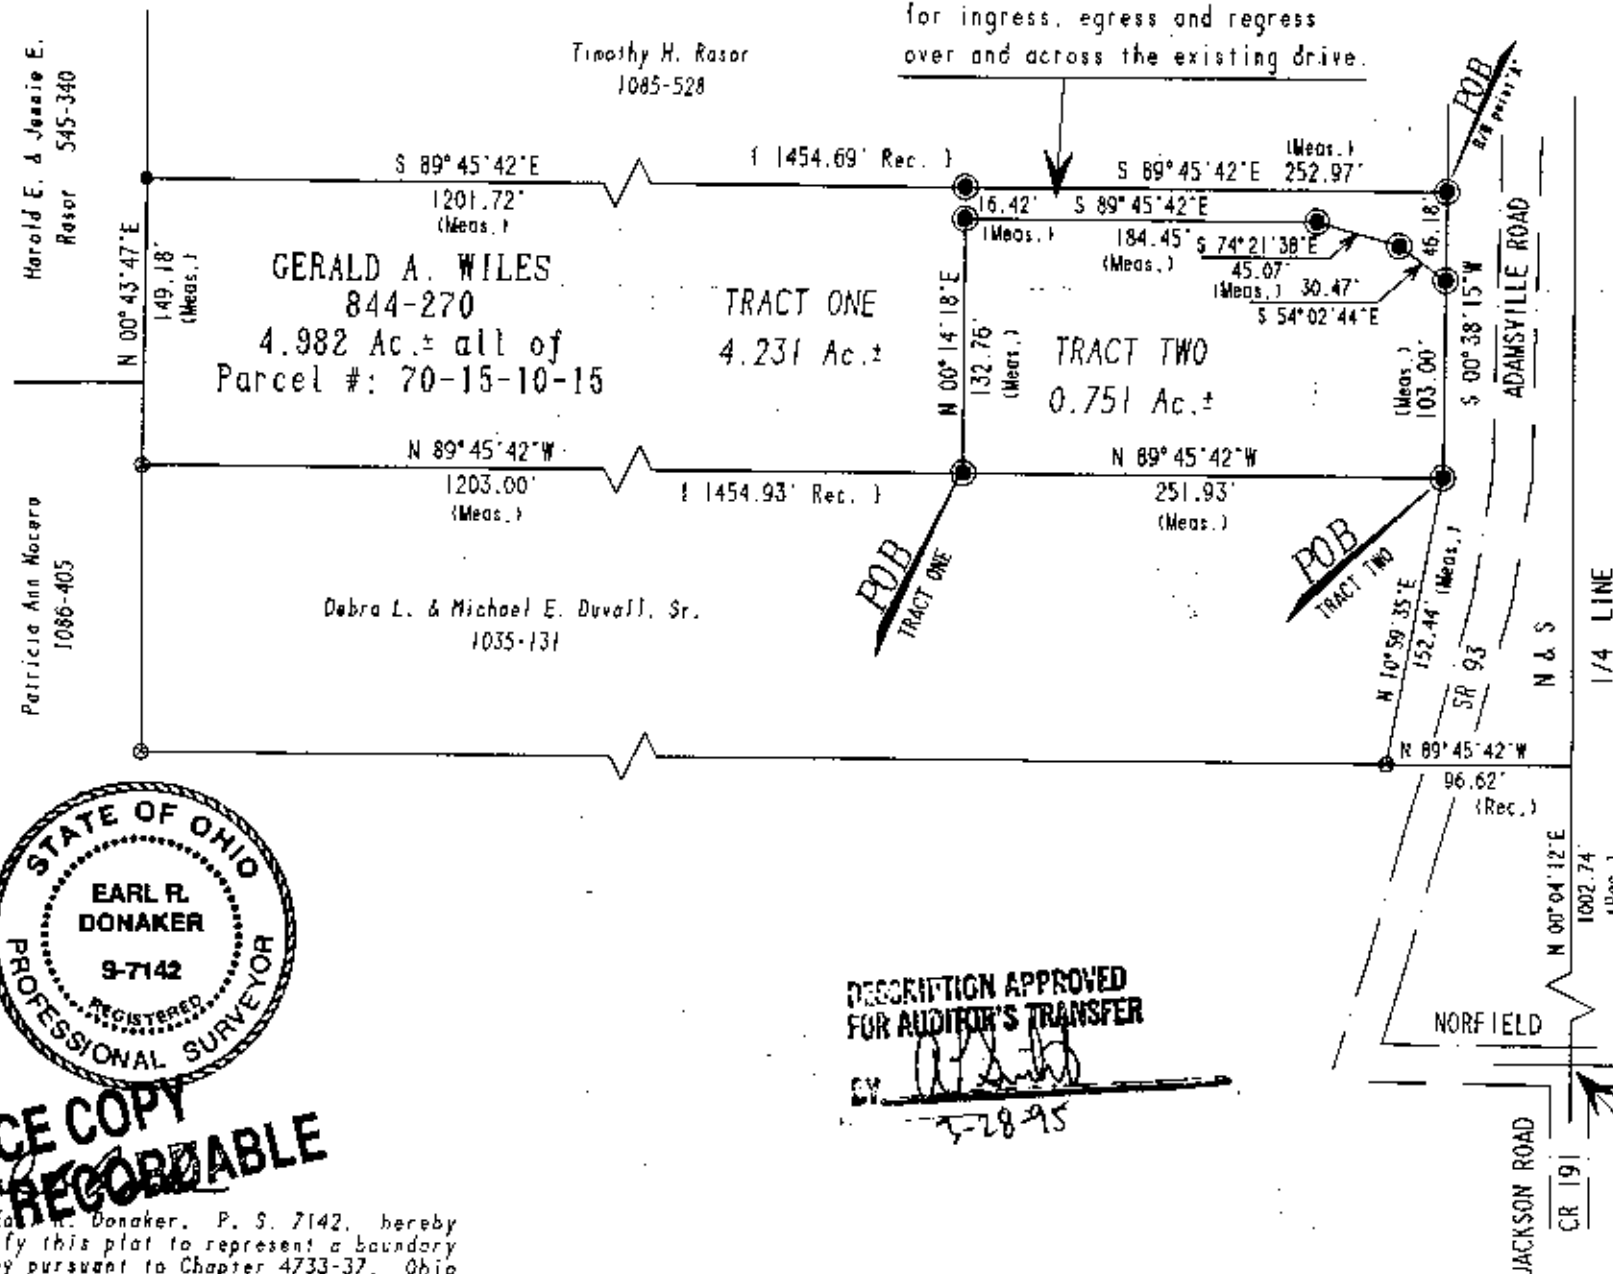 for ingress, egress and regress
over and across the existing drive.
Timothy H. Rasor
1085-528
Harold E. & Jennie E.
Rasor 545-340
POB
S 89°45'42"E
1201.72'
(Meas.)
( 1454.69' Rec. )
(Meas.)
S 89°45'42"E 252.97'
16.42'
(Meas.)
S 89°45'42"E
184.45'
(Meas.)
S 74°21'38"E
45.07'
(Meas.)
30.47'
S 54°02'44"E
46.18'
N 00°43'47"E
149.18'
(Meas.)
GERALD A. WILES
844-270
4.982 Ac.± all of
Parcel #: 70-15-10-15
TRACT ONE
4.231 Ac.±
N 00°14'18"E
132.76'
(Meas.)
TRACT TWO
0.751 Ac.±
(Meas.)
103.00'
S 00°38'15"W
ADAMSVILLE ROAD
N 89°45'42"W
1203.00'
(Meas.)
( 1454.93' Rec. )
N 89°45'42"W
251.93'
(Meas.)
POB
TRACT ONE
POB
TRACT TWO
Patricia Ann Nocero
1086-405
Debra L. & Michael E. Duvall, Sr.
1035-131
N 10°59'35"E
152.44' (Meas.)
SR 93
N & S
1/4 LINE
N 89°45'42"W
96.62'
(Rec.)
N 00°04'12"E
1002.74'
(Rec.)
STATE OF OHIO
EARL R.
DONAKER
S-7142
REGISTERED
PROFESSIONAL SURVEYOR
DESCRIPTION APPROVED
FOR AUDITOR'S TRANSFER
BY
-28-95
NORFIELD
JACKSON ROAD
CR 191
CE COPY
RECORDABLE
Donaker, P. S. 7142, hereby
fy this plat to represent a boundary
y pursuant to Chapter 4733-37, Ohio